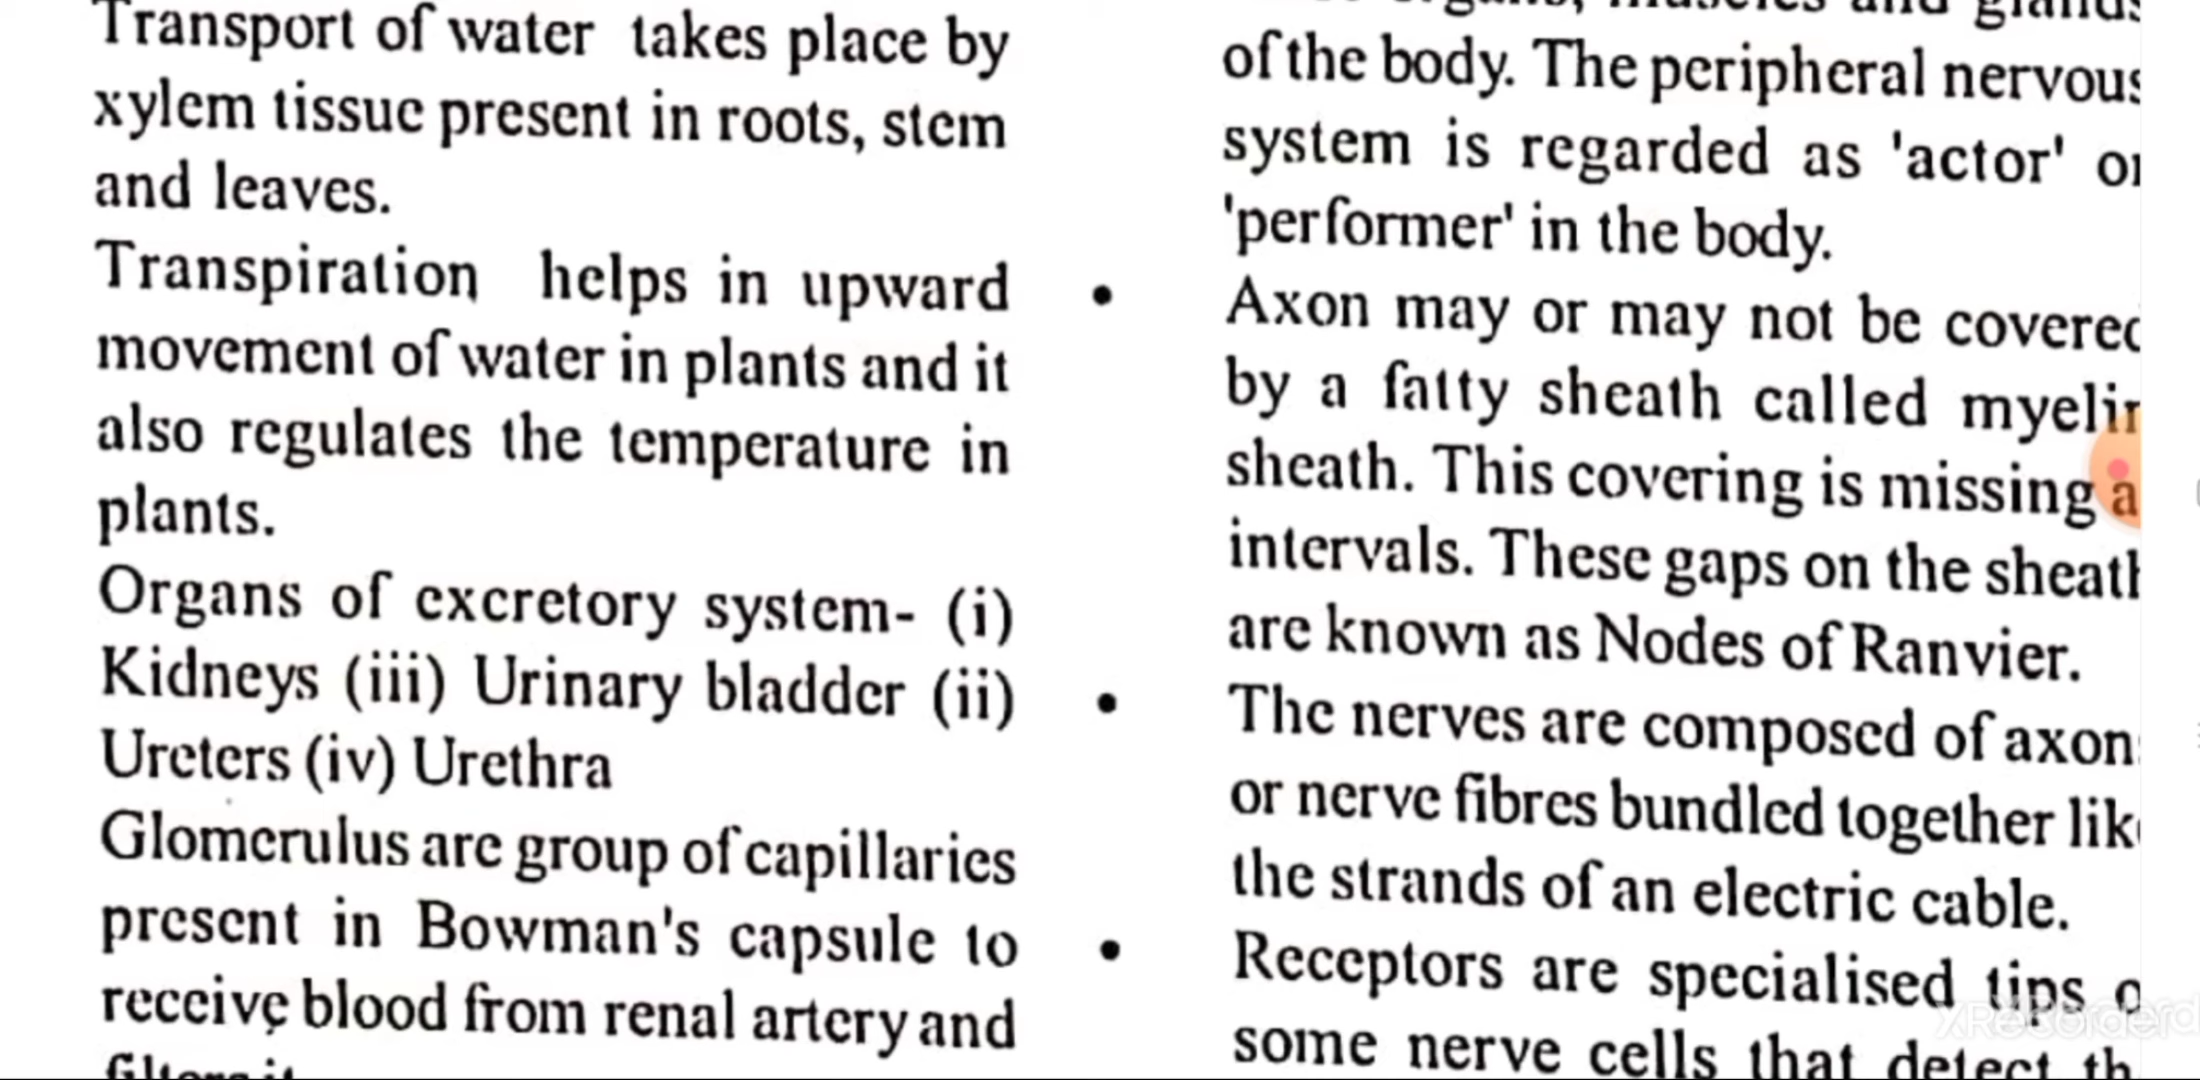 Transport of water takes place by
xylem tissue present in roots, stem
and leaves.
Transpiration helps in upward
movement of water in plants and it
also regulates the temperature in
plants.
Organs of excretory system- (i)
Kidneys (iii) Urinary bladder (ii)
Ureters (iv) Urethra
Glomerulus are group of capillaries
present in Bowman's capsule to
receive blood from renal artery and
organs, muscles and
of the body. The peripheral nervous
system is regarded as 'actor'
'performer' in the body.
• Axon may or may not be covered
by a fatty sheath called
sheath. This covering is missing
intervals. These gaps on the sheath
are known as Nodes of Ranvier.
• The nerves are composed of axon
or nerve fibres bundled together
the strands of an electric cable.
• Receptors are specialised tips
some nerve cells that detect
XRecorder